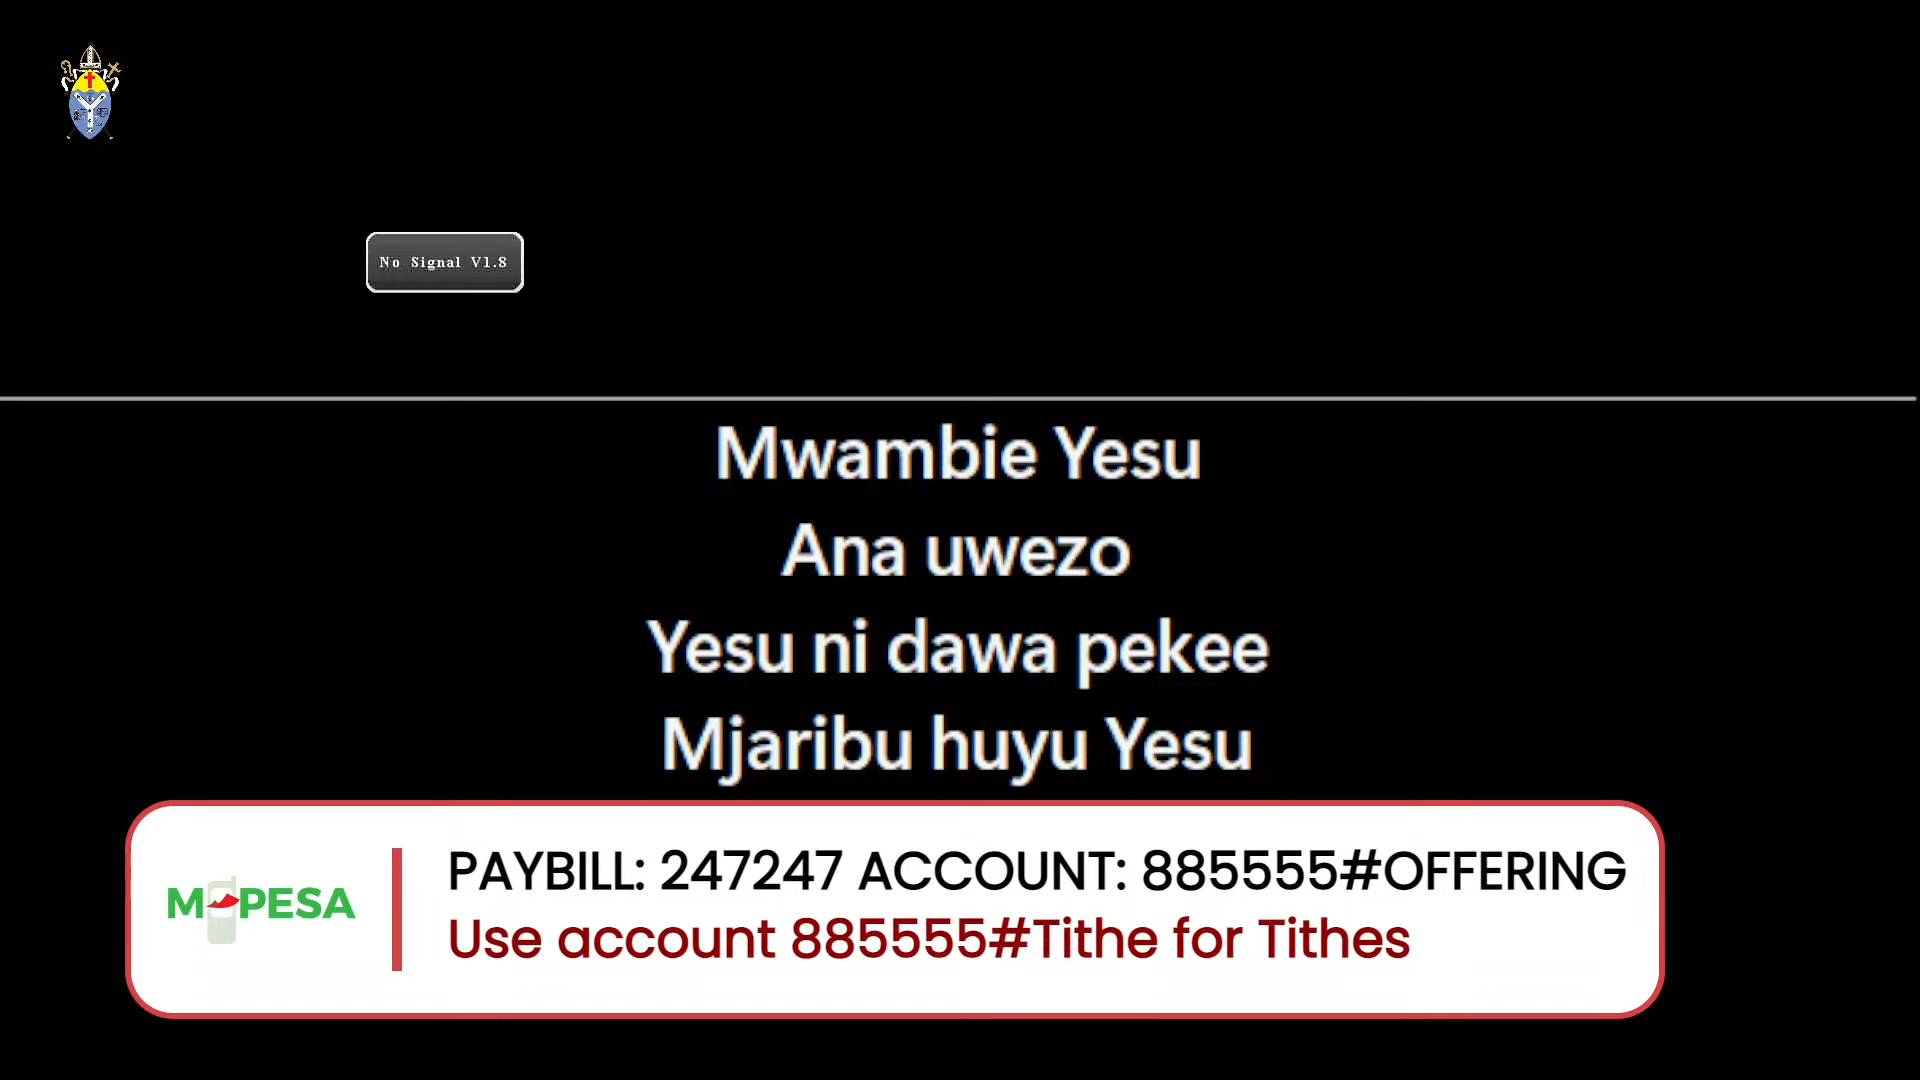 No Signal V1.8
Mwambie Yesu
Ana uwezo
Yesu ni dawa pekee
Mjaribu huyu Yesu
M-PESA
PAYBILL: 247247 ACCOUNT: 885555#OFFERING
Use account 885555#Tithe for Tithes